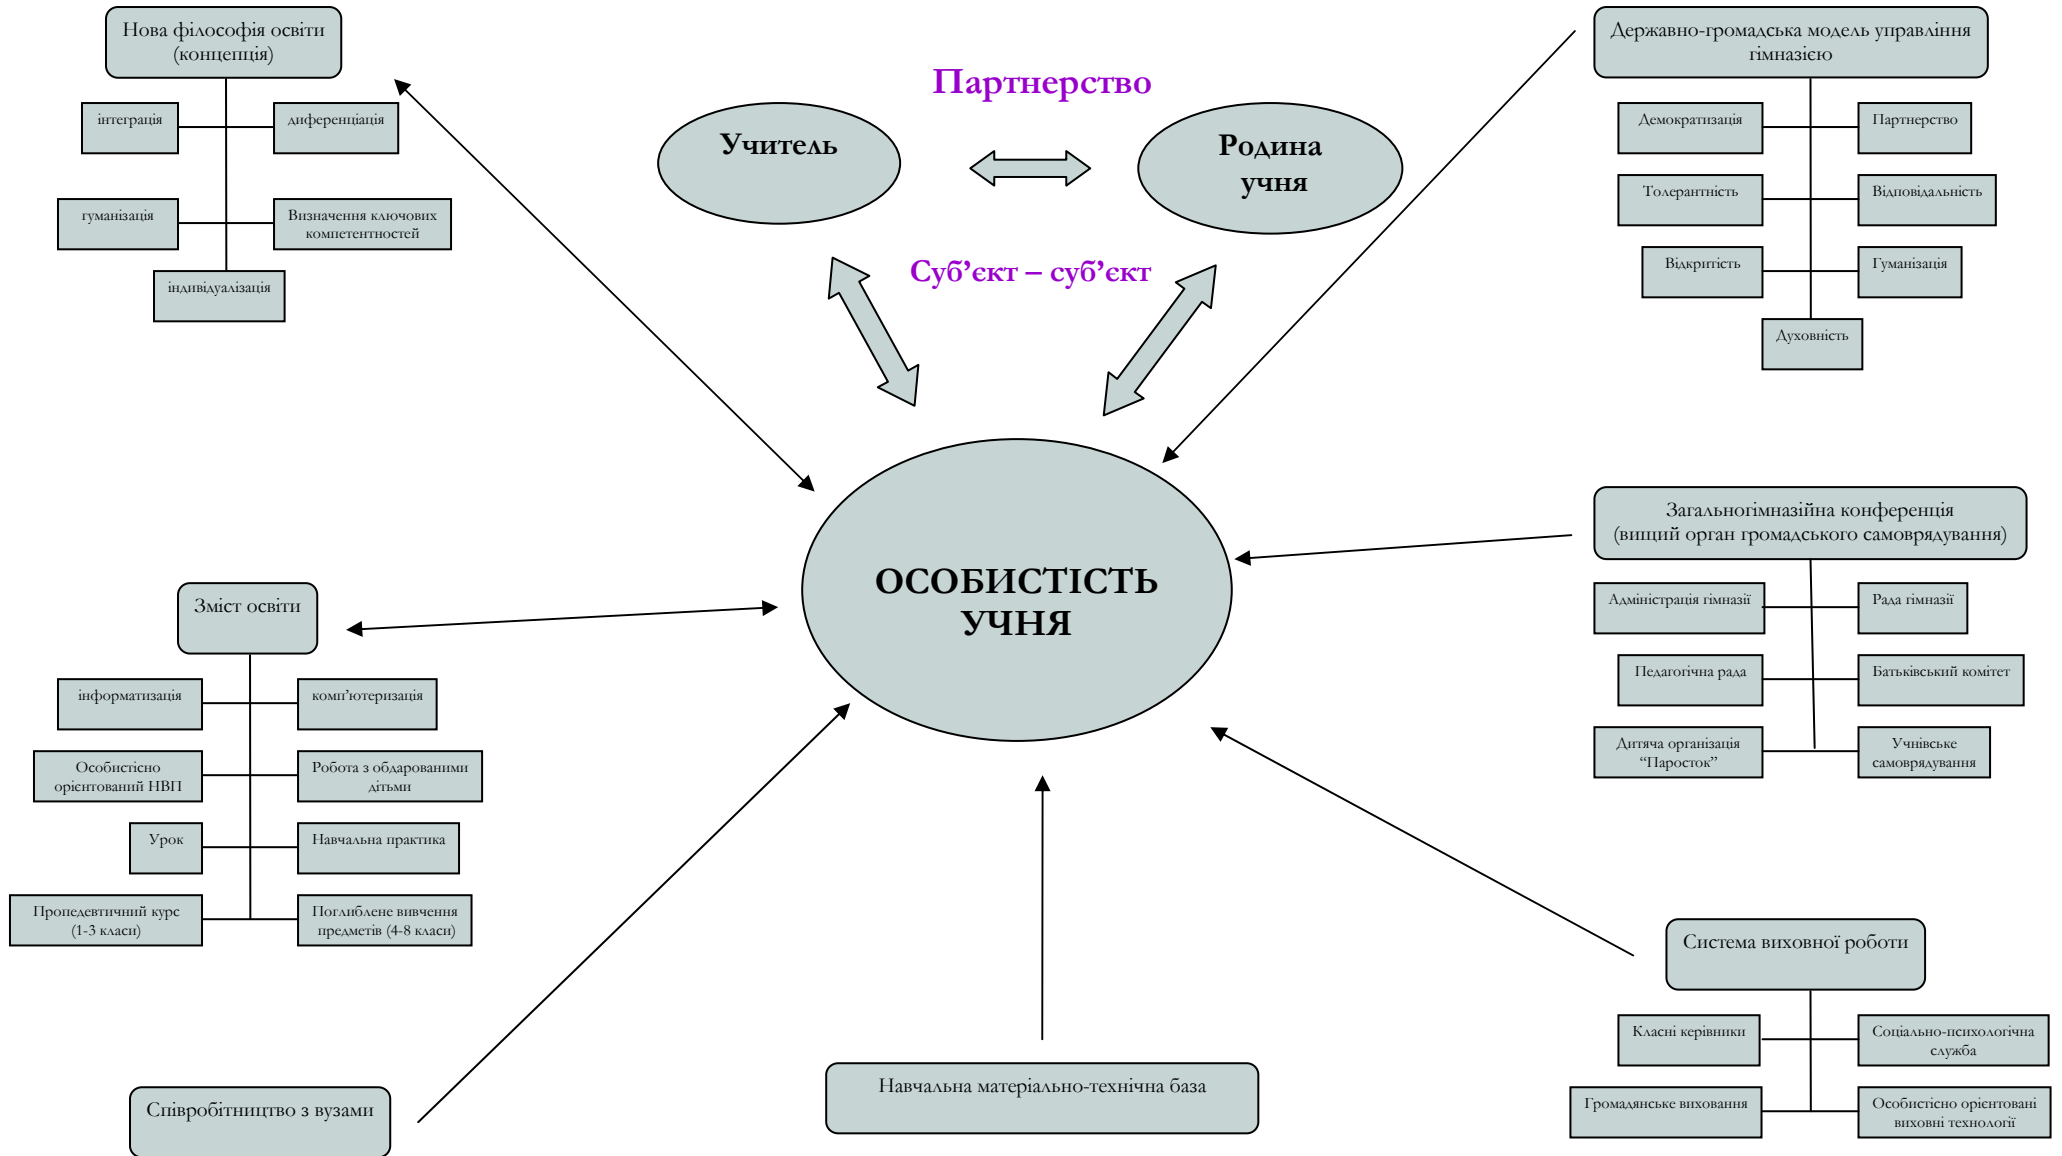 Нова філософія освіти
(концепція)
інтеграція
диференціація
гуманізація
Визначення ключових
компетентностей
індивідуалізація
Партнерство
Учитель
Родина
учня
Суб’єкт – суб’єкт
Державно-громадська модель управління
гімназією
Демократизація
Партнерство
Толерантність
Відповідальність
Відкритість
Гуманізація
Духовність
ОСОБИСТІСТЬ
УЧНЯ
Загальногімназійна конференція
(вищий орган громадського самоврядування)
Адміністрація гімназії
Рада гімназії
Педагогічна рада
Батьківський комітет
Дитяча організація
“Паросток”
Учнівське
самоврядування
Зміст освіти
інформатизація
комп’ютеризація
Особистісно
орієнтований НВП
Робота з обдарованими
дітьми
Урок
Навчальна практика
Пропедевтичний курс
(1-3 класи)
Поглиблене вивчення
предметів (4-8 класи)
Система виховної роботи
Класні керівники
Соціально-психологічна
служба
Громадянське виховання
Особистісно орієнтовані
виховні технології
Співробітництво з вузами
Навчальна матеріально-технічна база